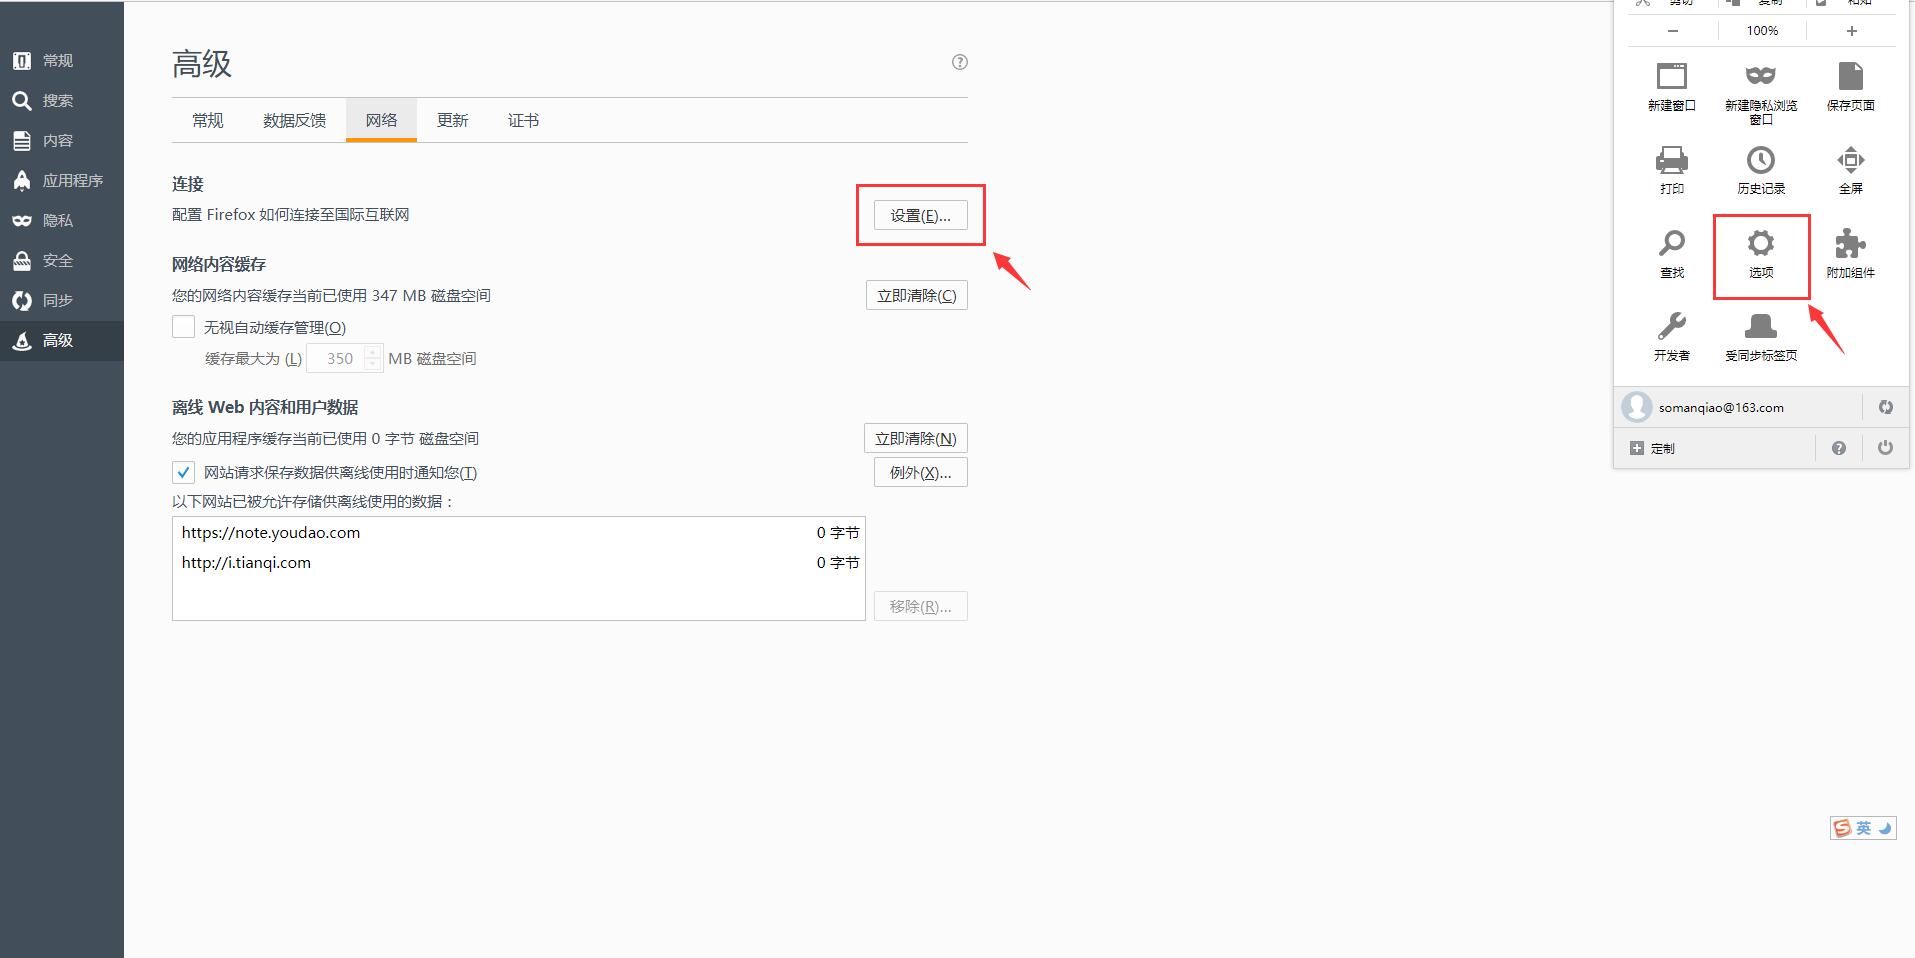 常规
搜索
内容
应用程序
隐私
安全
同步
高级
高级
常规 数据反馈 网络 更新 证书
连接
配置 Firefox 如何连接至国际互联网 设置(E)...
网络内容缓存
您的网络内容缓存当前已使用 347 MB 磁盘空间 立即清除(C)
无视自动缓存管理(O)
缓存最大为 (L) 350 MB 磁盘空间
离线 Web 内容和用户数据
您的应用程序缓存当前已使用 0 字节 磁盘空间 立即清除(N)
网站请求保存数据供离线使用时通知您(T) 例外(X)...
以下网站已被允许存储供离线使用的数据：
https://note.youdao.com 0 字节
http://i.tianqi.com 0 字节
移除(R)...
剪切 复制 粘贴
− 100% +
新建窗口 新建隐私浏览
窗口 保存页面
打印 历史记录 全屏
查找 选项 附加组件
开发者 受同步标签页
somanqiao@163.com
定制
英